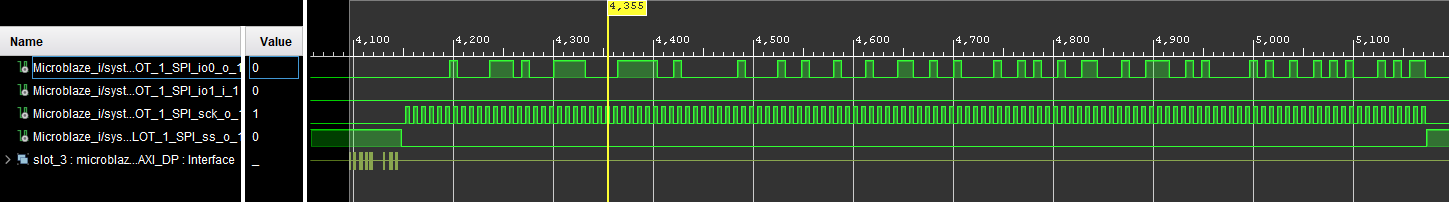 4,355
Name Value 4,100 4,200 4,300 4,400 4,500 4,600 4,700 4,800 4,900 5,000 5,100
Microblaze_i/syst...OT_1_SPI_io0_o_1 0
Microblaze_i/syst...OT_1_SPI_io1_i_1 0
Microblaze_i/syst...OT_1_SPI_sck_o_1 1
Microblaze_i/sys...LOT_1_SPI_ss_o_1 0
slot_3 : microblaz...AXI_DP : Interface _